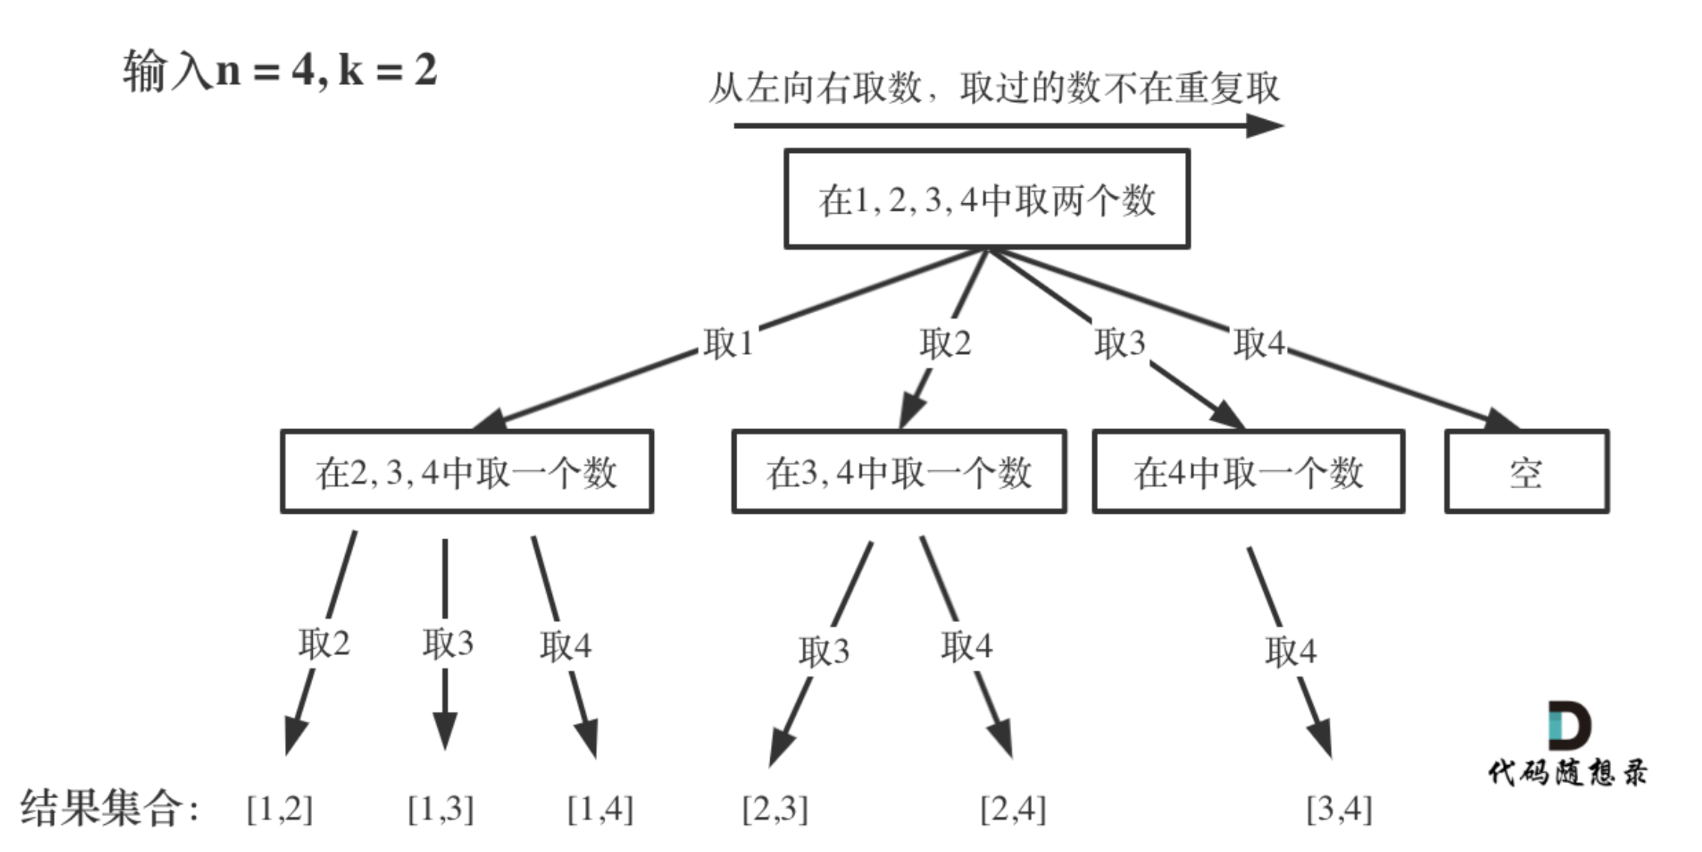 输入n = 4, k = 2
从左向右取数，取过的数不在重复取
在1, 2, 3, 4中取两个数
取1
取2
取3
取4
在2, 3, 4中取一个数
在3, 4中取一个数
在4中取一个数
空
取2
取3
取4
取3
取4
取4
结果集合： [1,2] [1,3] [1,4] [2,3] [2,4] [3,4]
代码随想录